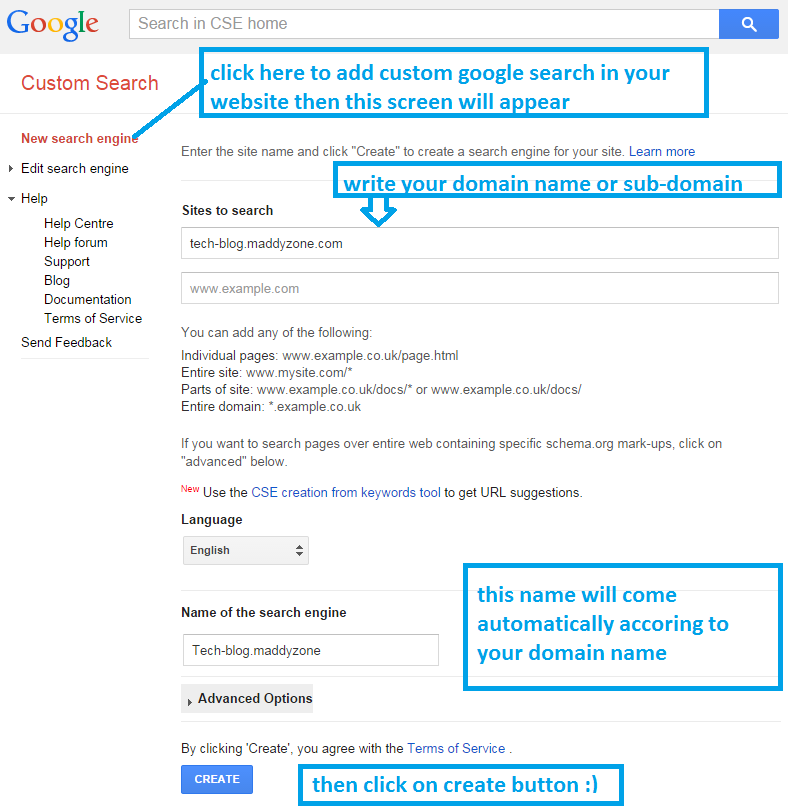 Google
Search in CSE home
click here to add custom google search in your
website then this screen will appear
Custom Search
New search engine
Edit search engine
Help
Help Centre
Help forum
Support
Blog
Documentation
Terms of Service
Send Feedback
Enter the site name and click "Create" to create a search engine for your site. Learn more
write your domain name or sub-domain
Sites to search
tech-blog.maddyzone.com
www.example.com
You can add any of the following:
Individual pages: www.example.co.uk/page.html
Entire site: www.mysite.com/*
Parts of site: www.example.co.uk/docs/* or www.example.co.uk/docs/
Entire domain: *.example.co.uk
If you want to search pages over entire web containing specific schema.org mark-ups, click on
"advanced" below.
New Use the CSE creation from keywords tool to get URL suggestions.
Language
English
this name will come
automatically accoring to
your domain name
Name of the search engine
Tech-blog.maddyzone
Advanced Options
By clicking 'Create', you agree with the Terms of Service .
CREATE
then click on create button :)